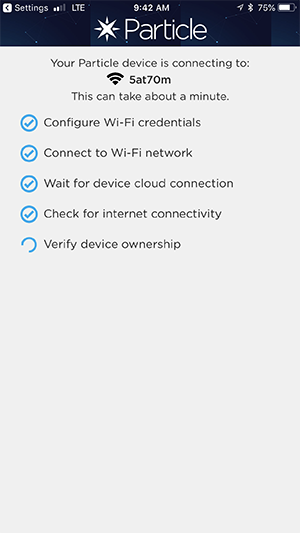 Settings LTE 9:42 AM 75%
Particle
Your Particle device is connecting to:
5at70m
This can take about a minute.
Configure Wi-Fi credentials
Connect to Wi-Fi network
Wait for device cloud connection
Check for internet connectivity
Verify device ownership